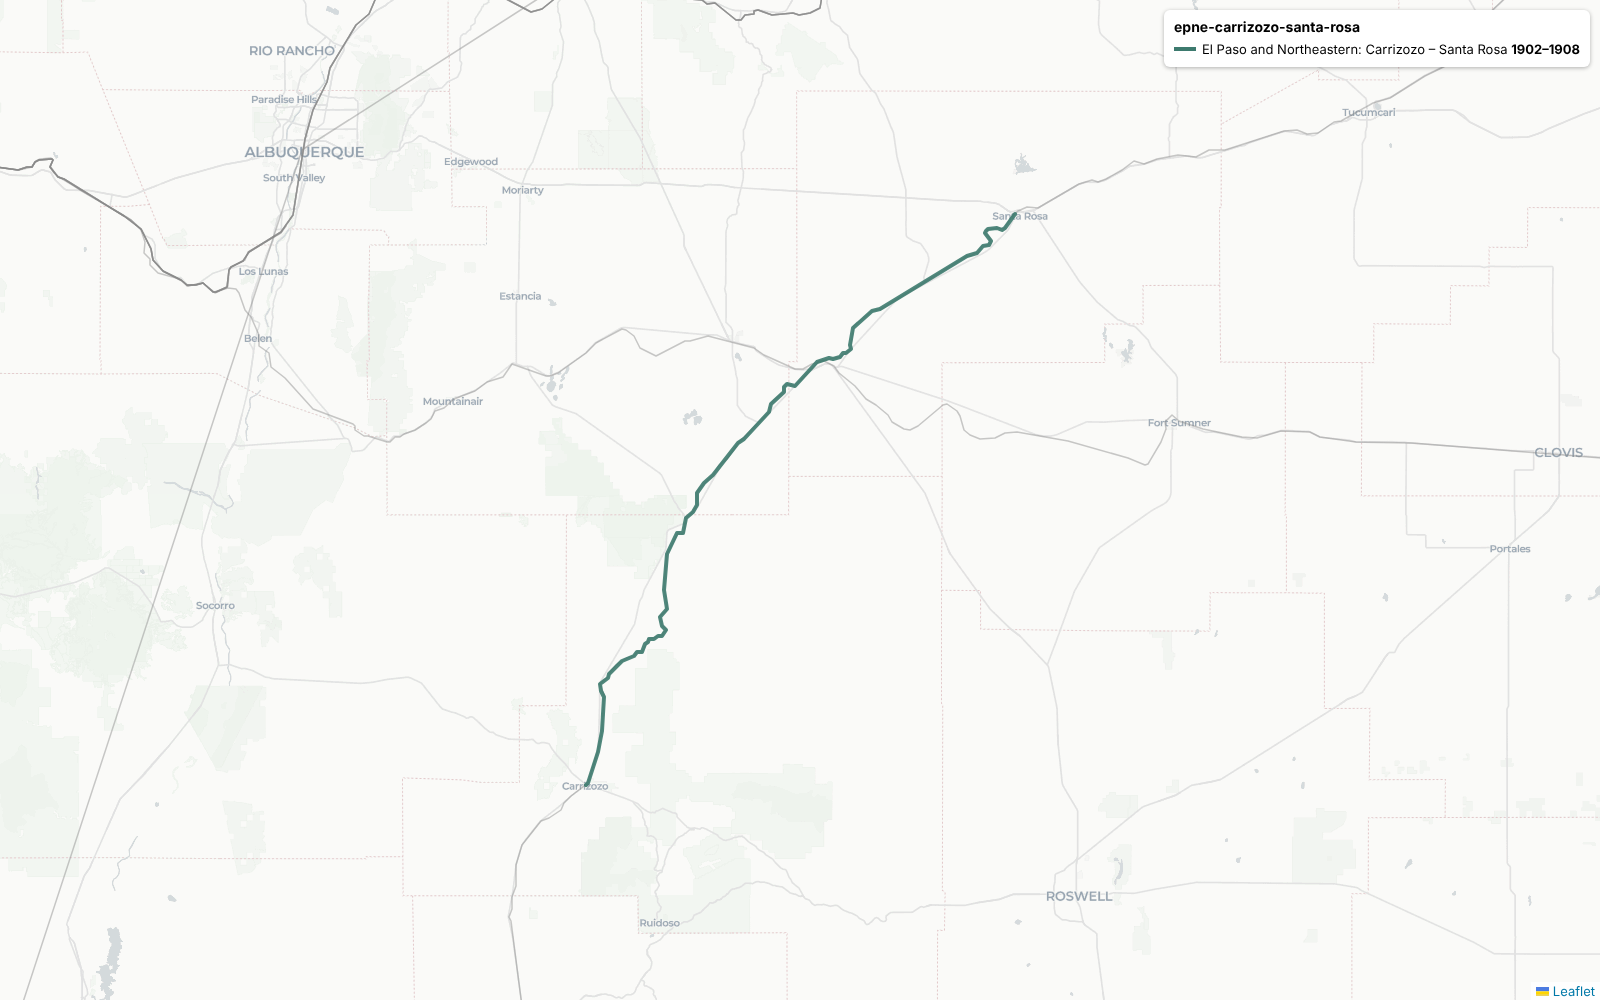 epne-carrizozo-santa-rosa
El Paso and Northeastern: Carrizozo – Santa Rosa 1902–1908
RIO RANCHO
Paradise Hills
Tucumcari
ALBUQUERQUE
Edgewood
South Valley
Moriarty
Santa Rosa
Los Lunas
Estancia
Belen
Mountainair
Fort Sumner
CLOVIS
Portales
Socorro
Carrizozo
ROSWELL
Ruidoso
Leaflet